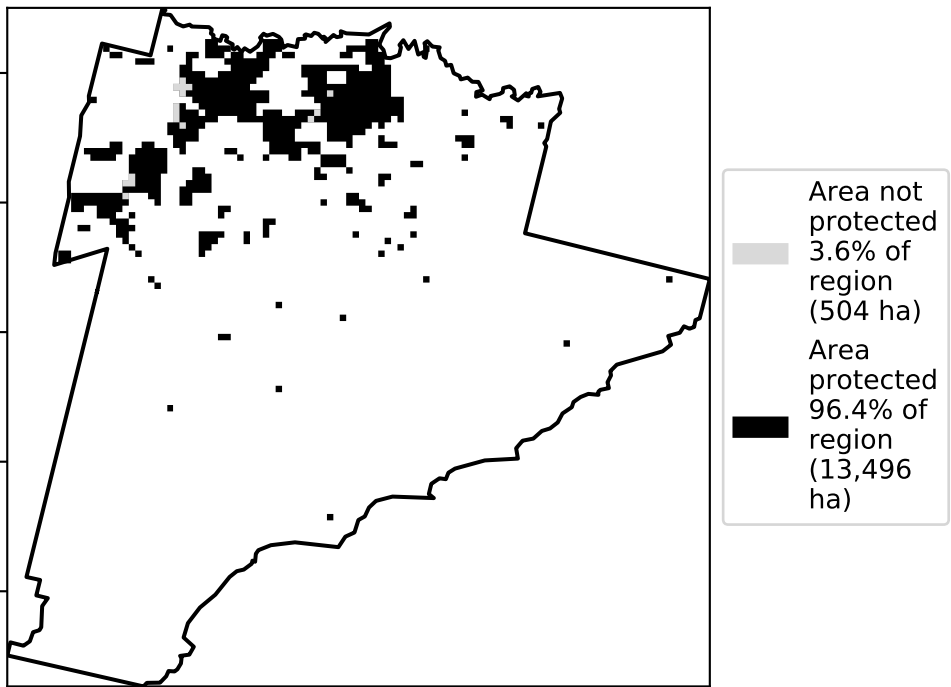 Area not
protected
3.6% of
region
(504 ha)
Area
protected
96.4% of
region
(13,496
ha)